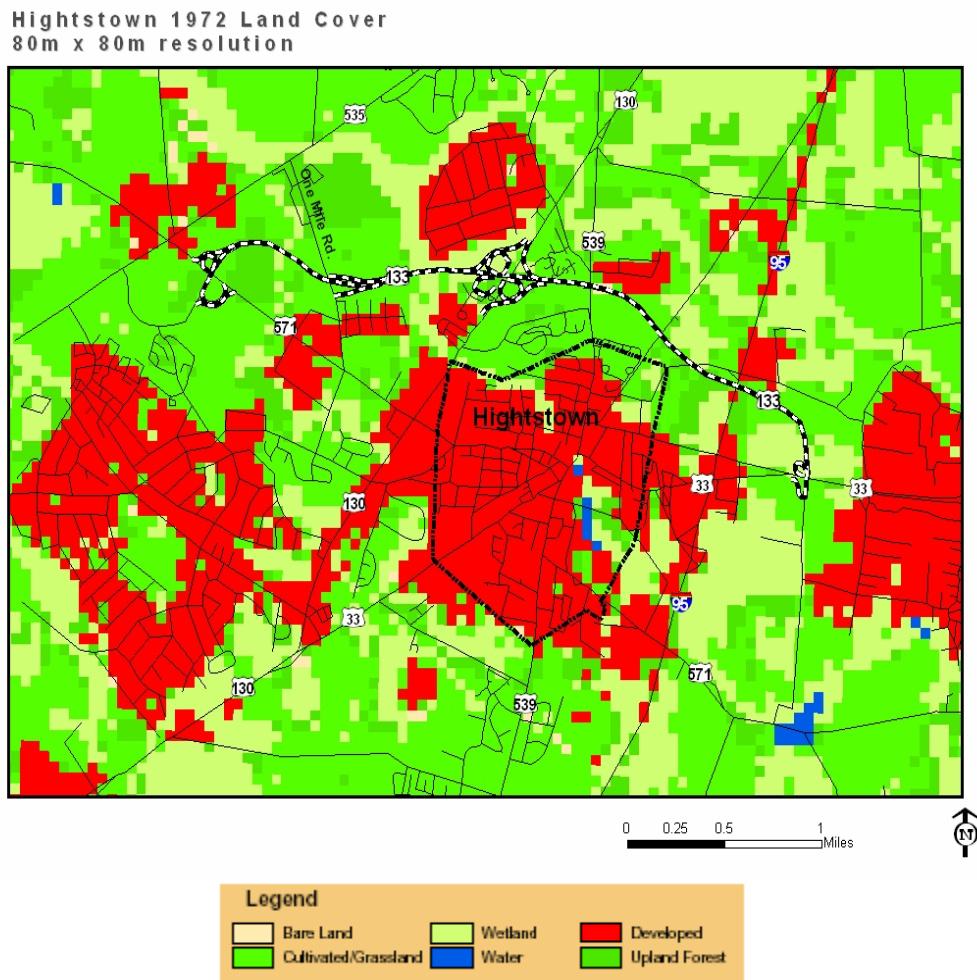 Hightstown 1972 Land Cover
80m x 80m resolution
535
130
One Mile Rd.
539
95
133
571
Hightstown
133
33
33
130
95
33
571
130
539
0 0.25 0.5 1
Miles
N
Legend
Bare Land Wetland Developed
Cultivated/Grassland Water Upland Forest